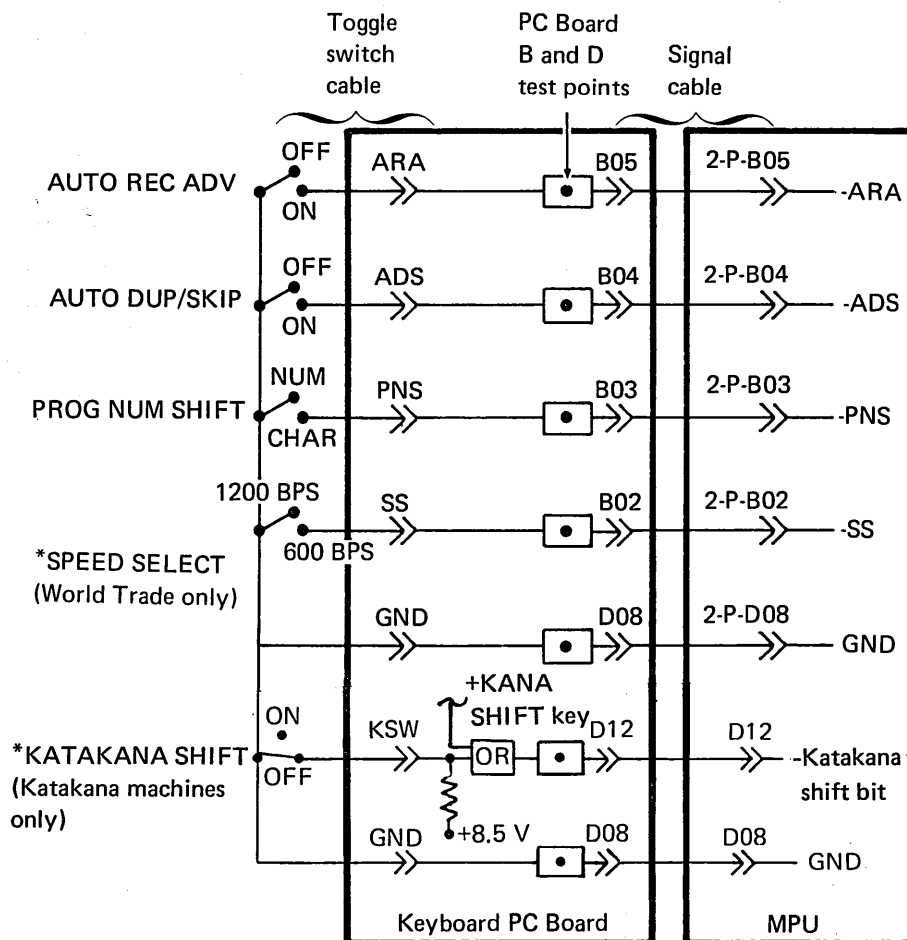 Toggle
switch
cable
PC Board
B and D
test points
Signal
cable
AUTO REC ADV
OFF
ON
ARA
B05
2-P-B05
-ARA
AUTO DUP/SKIP
OFF
ON
ADS
B04
2-P-B04
-ADS
PROG NUM SHIFT
NUM
CHAR
PNS
B03
2-P-B03
-PNS
1200 BPS
600 BPS
SS
B02
2-P-B02
-SS
*SPEED SELECT
(World Trade only)
GND
D08
2-P-D08
GND
+KANA
SHIFT key
*KATAKANA SHIFT
(Katakana machines
only)
ON
OFF
KSW
OR
D12
D12
-Katakana
shift bit
+8.5 V
GND
D08
D08
GND
Keyboard PC Board
MPU